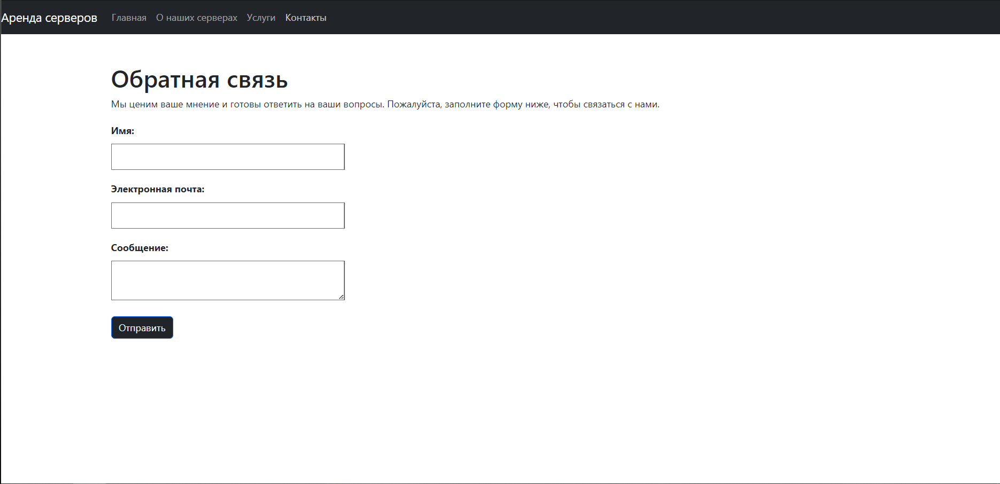 Аренда серверов Главная О наших серверах Услуги Контакты
Обратная связь
Мы ценим ваше мнение и готовы ответить на ваши вопросы. Пожалуйста, заполните форму ниже, чтобы связаться с нами.
Имя:
Электронная почта:
Сообщение:
Отправить